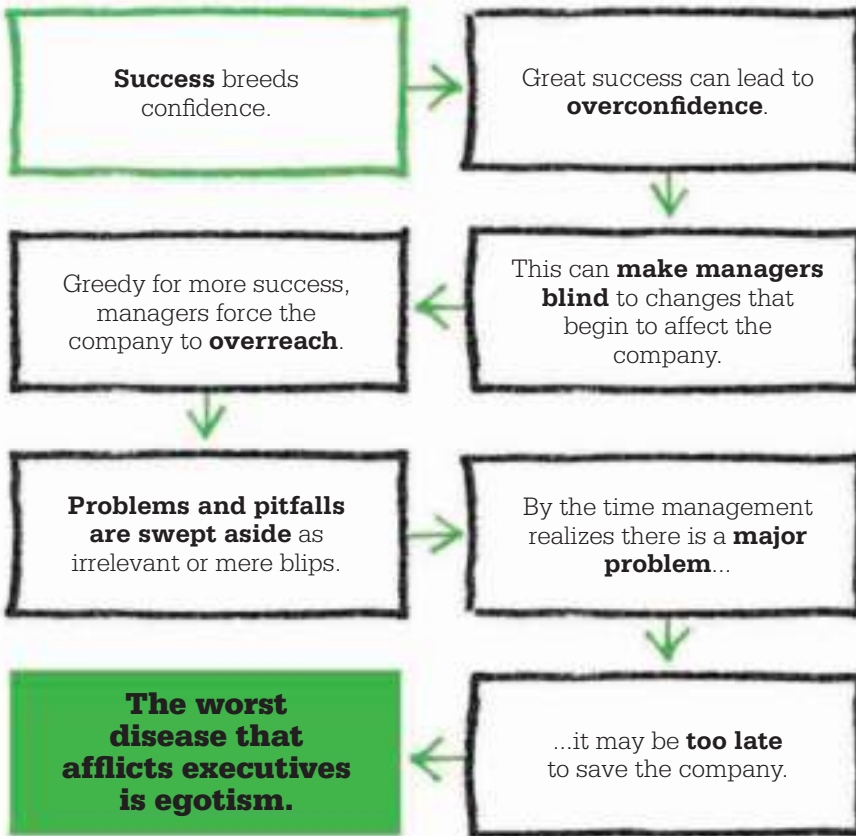 Success breeds
confidence.
Great success can lead to
overconfidence.
This can make managers
blind to changes that
begin to affect the
company.
Greedy for more success,
managers force the
company to overreach.
Problems and pitfalls
are swept aside as
irrelevant or mere blips.
By the time management
realizes there is a major
problem...
...it may be too late
to save the company.
The worst
disease that
afflicts executives
is egotism.